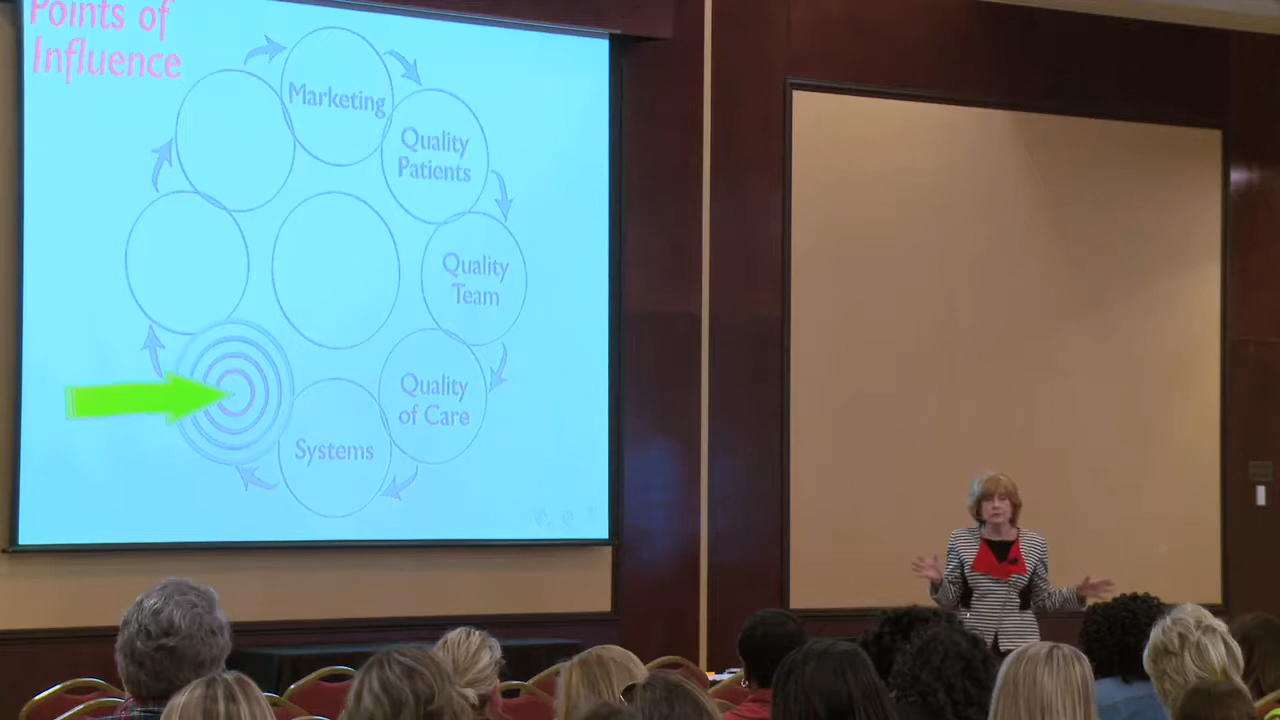 Points of
Influence
Marketing
Quality
Patients
Quality
Team
Quality
of Care
Systems